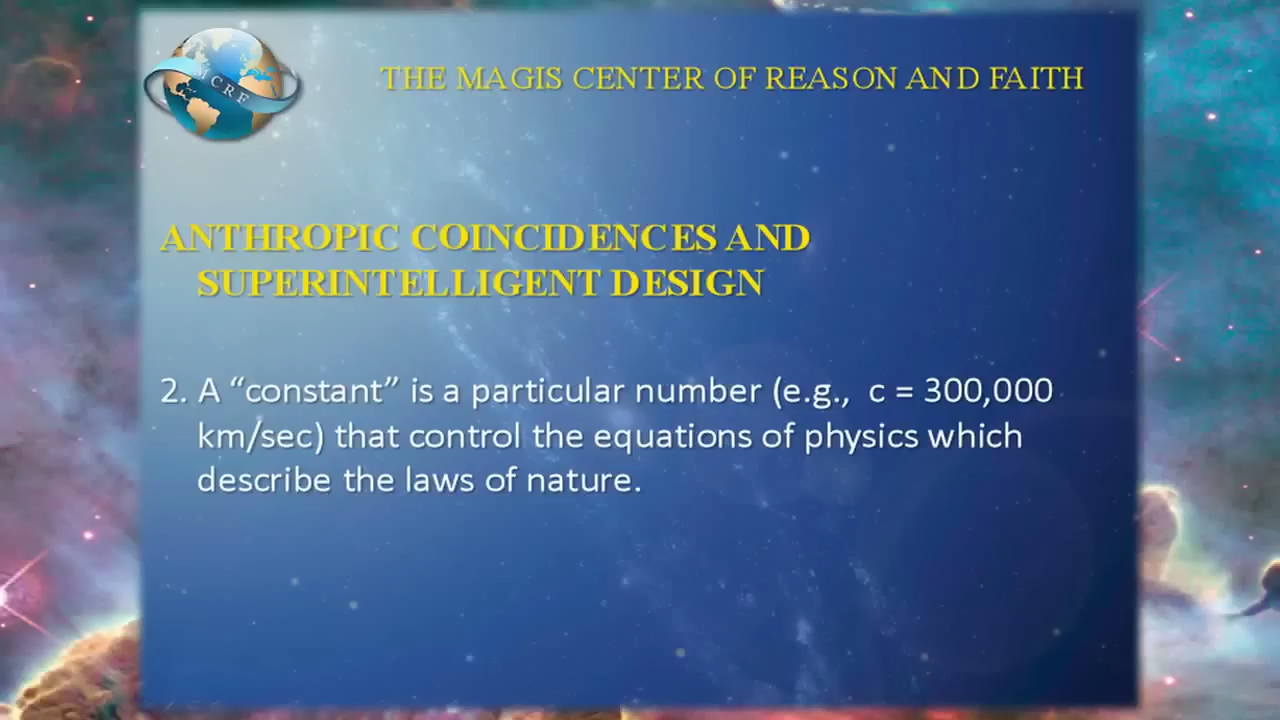 MCRF
THE MAGIS CENTER OF REASON AND FAITH
ANTHROPIC COINCIDENCES AND
SUPERINTELLIGENT DESIGN
2. A “constant” is a particular number (e.g., c = 300,000
km/sec) that control the equations of physics which
describe the laws of nature.